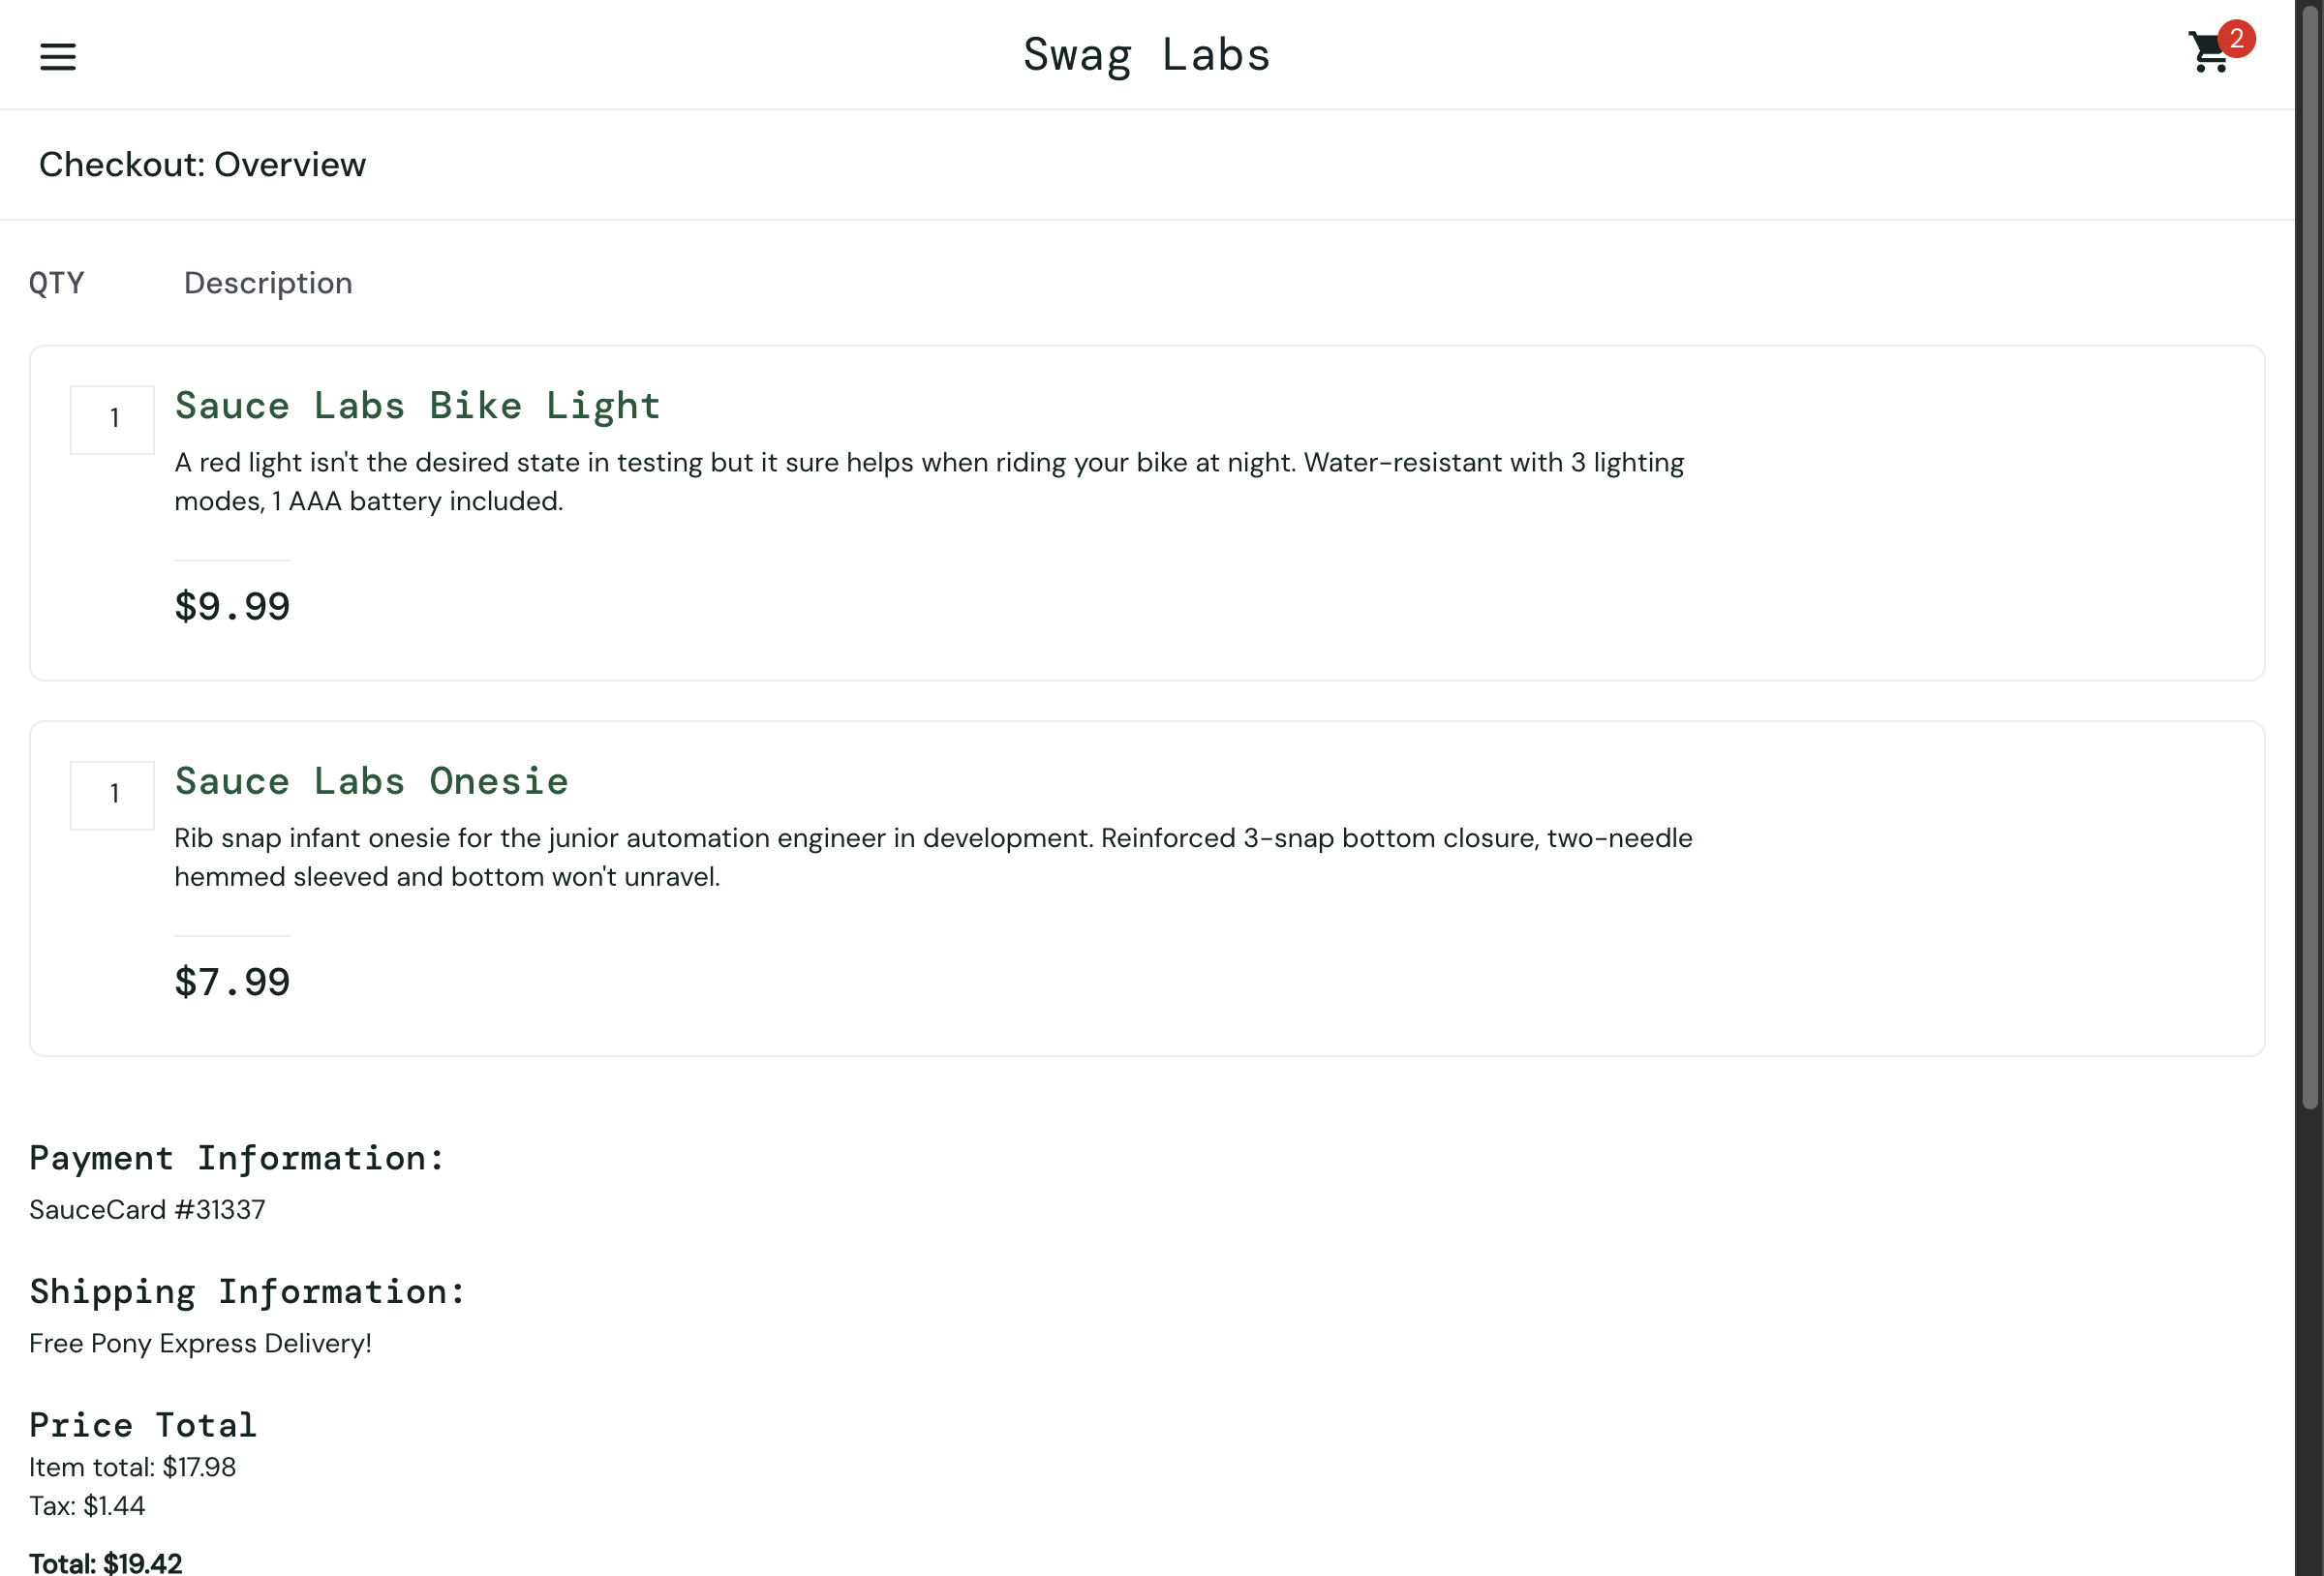 Swag Labs
2
Checkout: Overview
QTY Description
1
Sauce Labs Bike Light
A red light isn't the desired state in testing but it sure helps when riding your bike at night. Water-resistant with 3 lighting
modes, 1 AAA battery included.
$9.99
1
Sauce Labs Onesie
Rib snap infant onesie for the junior automation engineer in development. Reinforced 3-snap bottom closure, two-needle
hemmed sleeved and bottom won't unravel.
$7.99
Payment Information:
SauceCard #31337
Shipping Information:
Free Pony Express Delivery!
Price Total
Item total: $17.98
Tax: $1.44
Total: $19.42